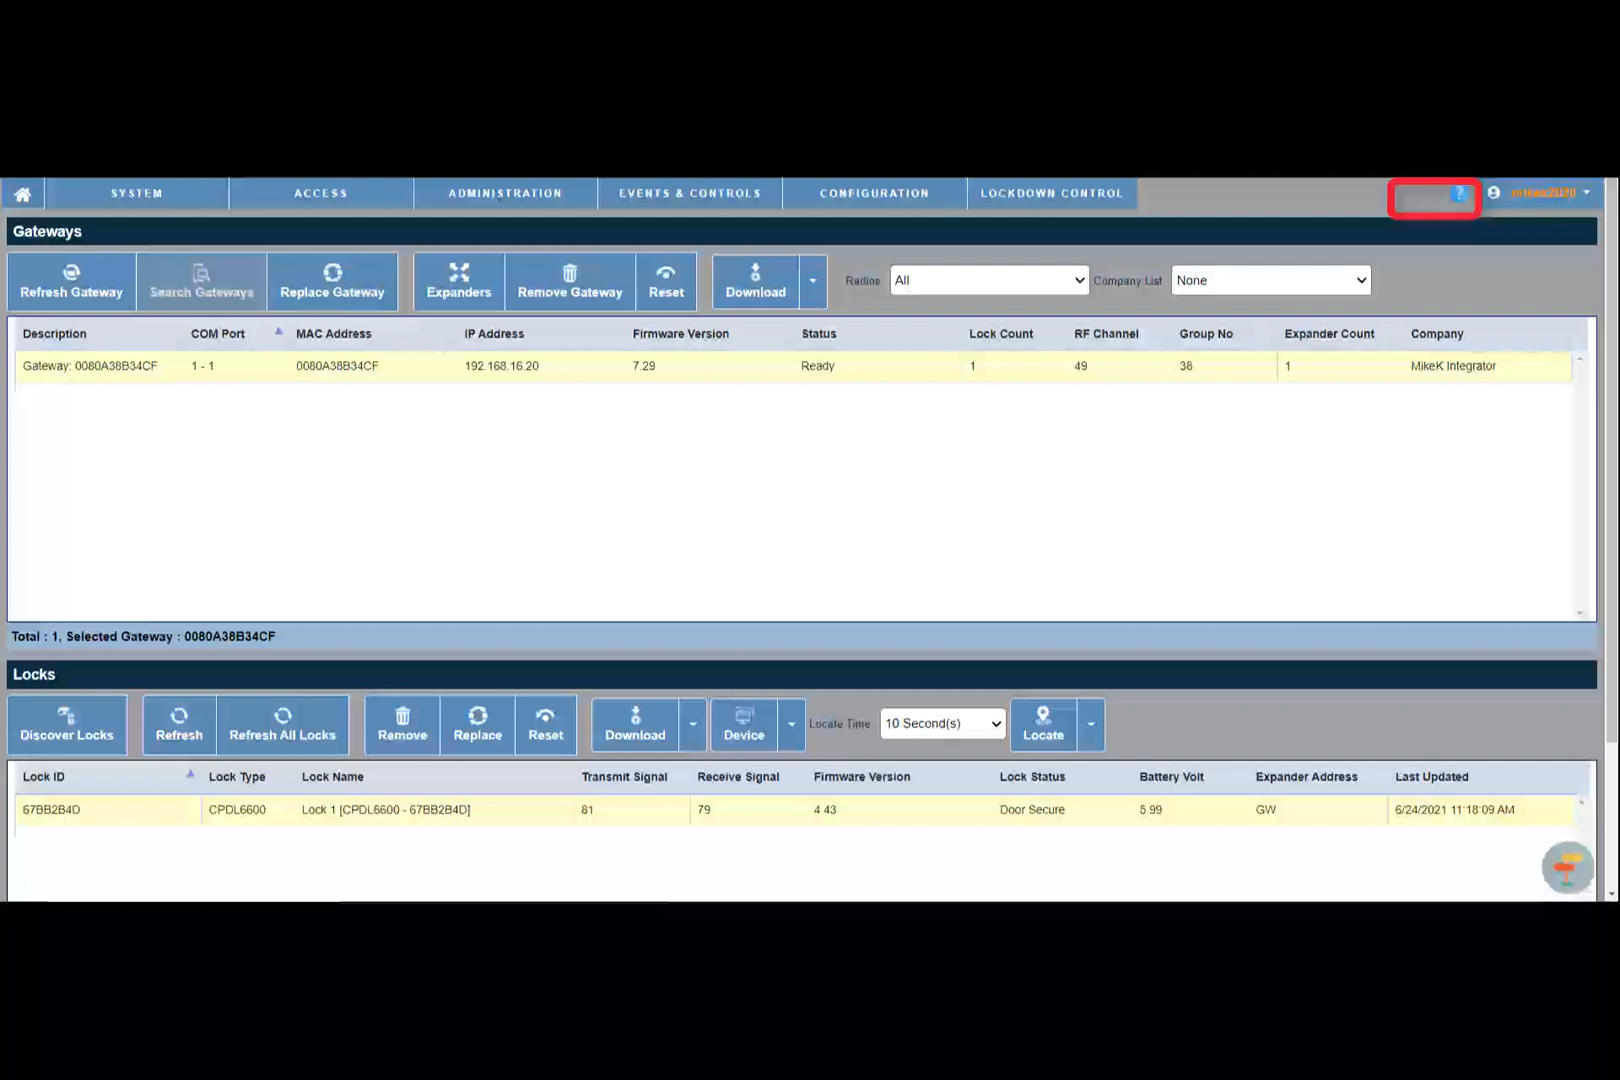 SYSTEM ACCESS ADMINISTRATION EVENTS & CONTROLS CONFIGURATION LOCKDOWN CONTROL ?
Gateways
Refresh Gateway Search Gateways Replace Gateway Expanders Remove Gateway Reset Download Radios All Company List None
Description COM Port MAC Address IP Address Firmware Version Status Lock Count RF Channel Group No Expander Count Company
Gateway: 0080A38B34CF 1 - 1 0080A38B34CF 192.168.16.20 7.29 Ready 1 49 38 1 MikeK Integrator
Total : 1, Selected Gateway : 0080A38B34CF
Locks
Discover Locks Refresh Refresh All Locks Remove Replace Reset Download Device Locate Time 10 Second(s) Locate
Lock ID Lock Type Lock Name Transmit Signal Receive Signal Firmware Version Lock Status Battery Volt Expander Address Last Updated
67BB2B4D CPDL6600 Lock 1 [CPDL6600 - 67BB2B4D] 81 79 4.43 Door Secure 5.99 GW 6/24/2021 11:18:09 AM